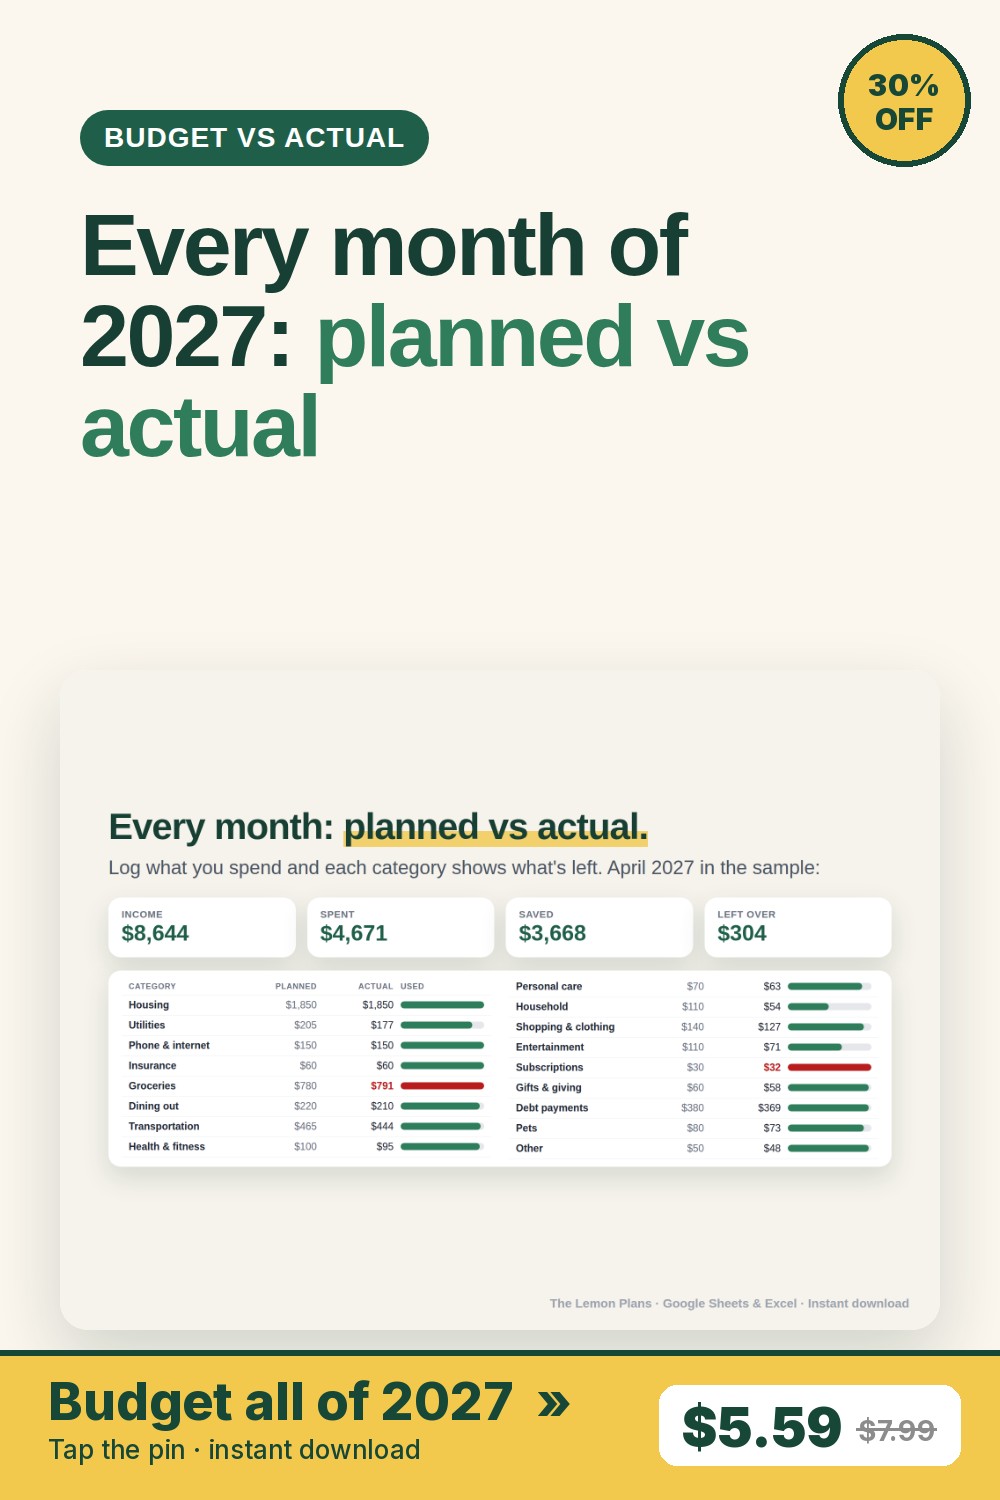 30%
OFF
BUDGET VS ACTUAL
Every month of
2027: planned vs
actual
Every month: planned vs actual.
Log what you spend and each category shows what's left. April 2027 in the sample:
INCOME
$8,644
SPENT
$4,671
SAVED
$3,668
LEFT OVER
$304
CATEGORY PLANNED ACTUAL USED
Housing $1,850 $1,850
Utilities $205 $177
Phone & internet $150 $150
Insurance $60 $60
Groceries $780 $791
Dining out $220 $210
Transportation $465 $444
Health & fitness $100 $95
Personal care $70 $63
Household $110 $54
Shopping & clothing $140 $127
Entertainment $110 $71
Subscriptions $30 $32
Gifts & giving $60 $58
Debt payments $380 $369
Pets $80 $73
Other $50 $48
The Lemon Plans · Google Sheets & Excel · Instant download
Budget all of 2027 »
Tap the pin · instant download
$5.59 $7.99